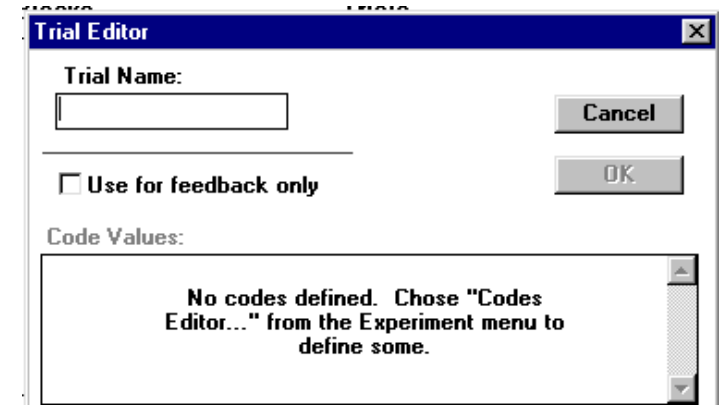 Trial Editor
Trial Name:
Cancel
Use for feedback only
OK
Code Values:
No codes defined. Chose "Codes
Editor..." from the Experiment menu to
define some.